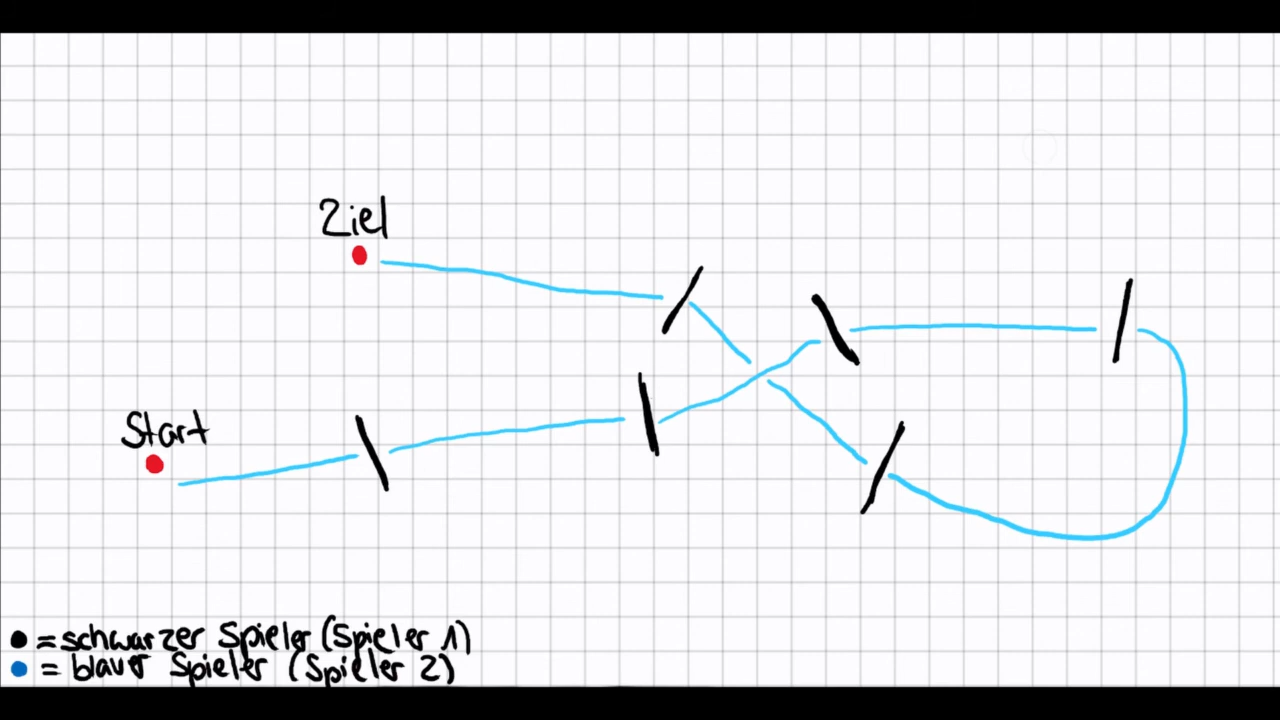 Ziel
Start
= schwarzer Spieler (Spieler 1)
= blauer Spieler (Spieler 2)